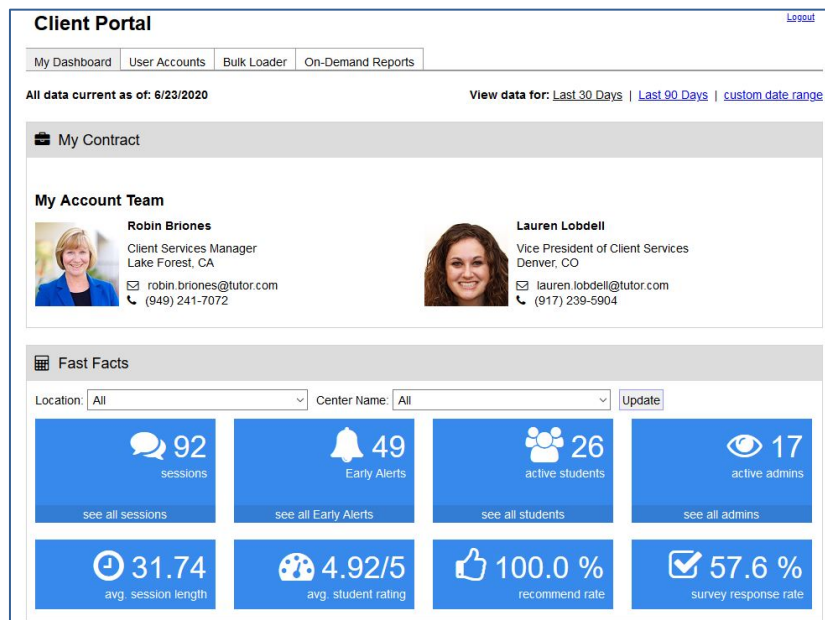 Client Portal
Logout
My Dashboard User Accounts Bulk Loader On-Demand Reports
All data current as of: 6/23/2020 View data for: Last 30 Days | Last 90 Days | custom date range
My Contract
My Account Team
Robin Briones
Client Services Manager
Lake Forest, CA
robin.briones@tutor.com
(949) 241-7072
Lauren Lobdell
Vice President of Client Services
Denver, CO
lauren.lobdell@tutor.com
(917) 239-5904
Fast Facts
Location: All Center Name: All Update
92
sessions
see all sessions
49
Early Alerts
see all Early Alerts
26
active students
see all students
17
active admins
see all admins
31.74
avg. session length
4.92/5
avg. student rating
100.0 %
recommend rate
57.6 %
survey response rate